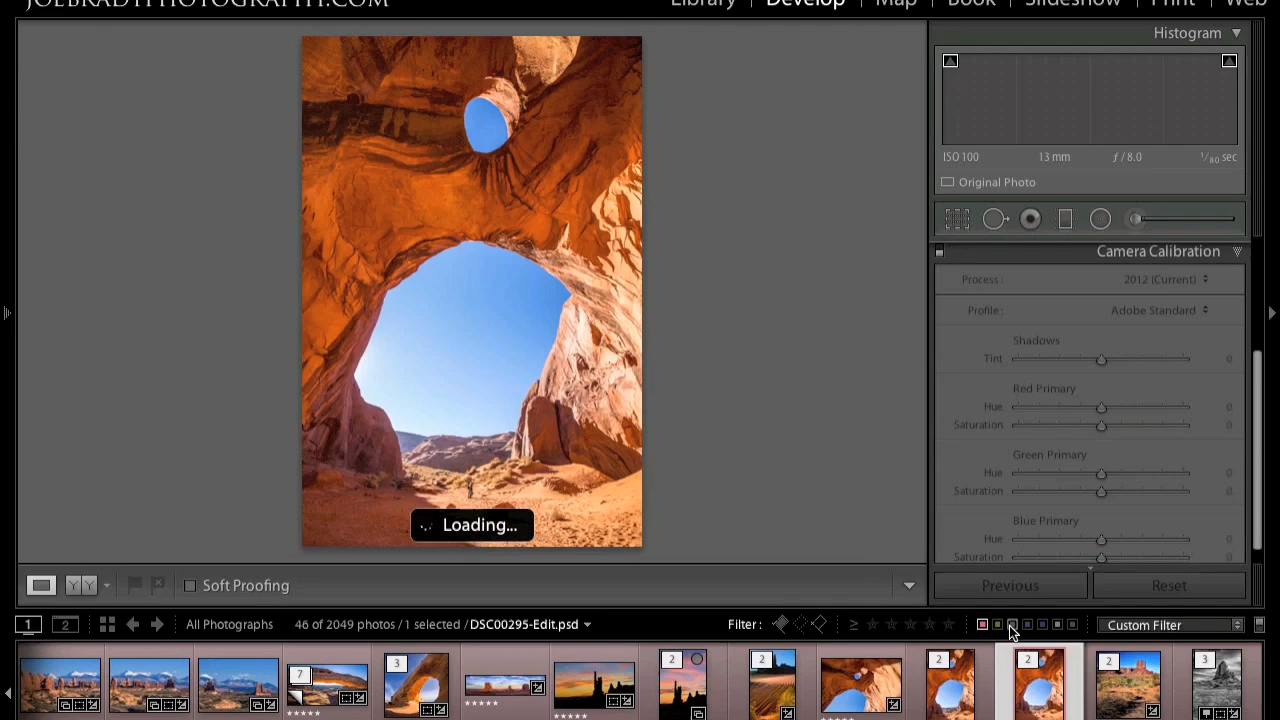 JOEBRADYPHOTOGRAPHY.COM
Library | Develop | Map | Book | Slideshow | Print | Web
Histogram
ISO 100 13 mm ƒ / 8.0 1/80 sec
Original Photo
Camera Calibration
Process : 2012 (Current)
Profile : Adobe Standard
Shadows
Tint 0
Red Primary
Hue 0
Saturation 0
Green Primary
Hue 0
Saturation 0
Blue Primary
Hue 0
Saturation 0
Loading...
Y Y Soft Proofing
Previous Reset
1 2 All Photographs 46 of 2049 photos / 1 selected / DSC00295-Edit.psd Filter : ≥ Custom Filter
7 3 2 2 2 2 2 3